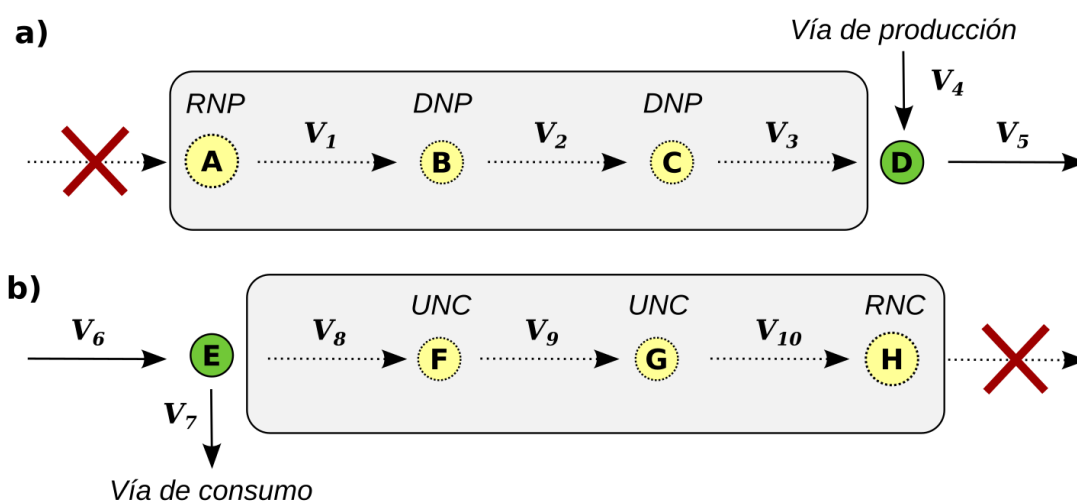 a)
Vía de producción
RNP DNP DNP
V4
V1 V2 V3 V5
A B C D
b)
UNC UNC RNC
V6 V8 V9 V10
E F G H
V7
Vía de consumo